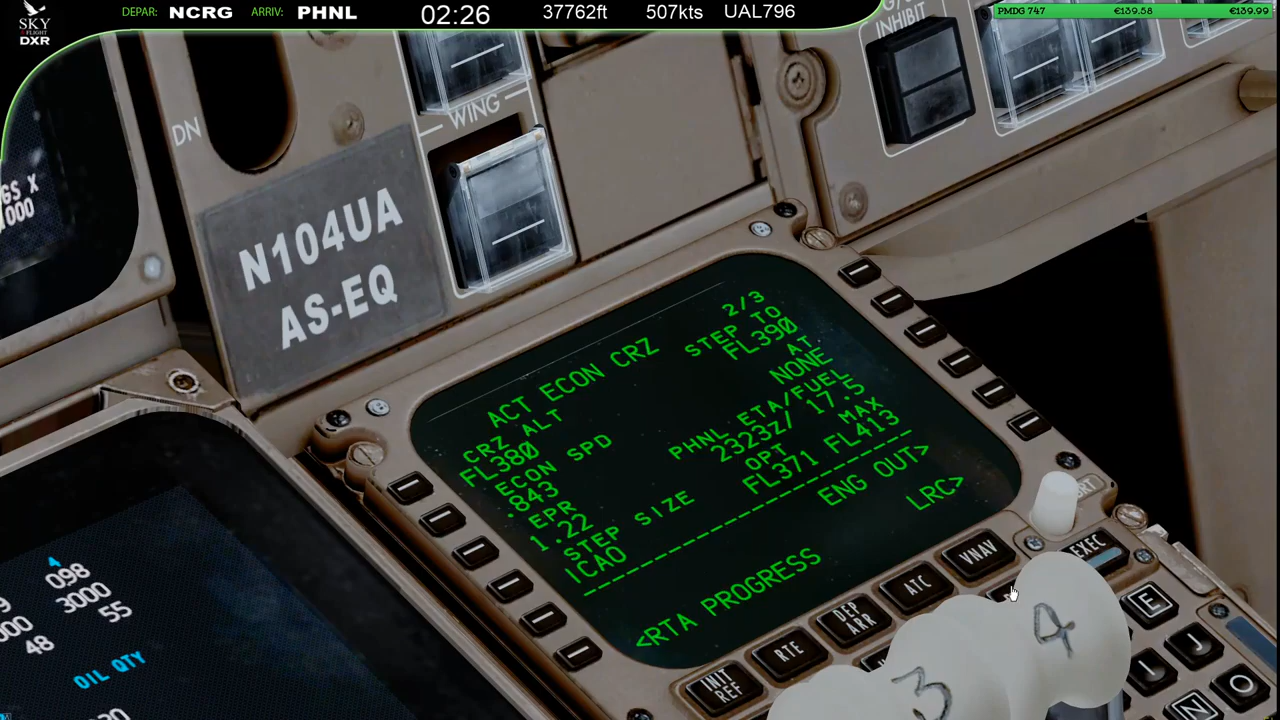 SKY
DXR
DEPAR: NCRG ARRIV: PHNL 02:26 37762ft 507kts UAL796
PMDG 747 €139.58 €139.99
INHIBIT
WING
DN
GS X
000
N104UA
AS-EQ
ACT ECON CRZ 2/3
CRZ ALT STEP TO
FL380 FL390
ECON SPD AT
.843 NONE
EPR PHNL ETA/FUEL
1.22 2323z/ 17.5
STEP SIZE OPT MAX
ICAO FL371 FL413
ENG OUT>
<RTA PROGRESS LRC>
INIT REF
RTE
DEP ARR
ATC
VNAV
EXEC
BRT
E
I
J
N
O
3
4
098
3000
55
48
OIL QTY